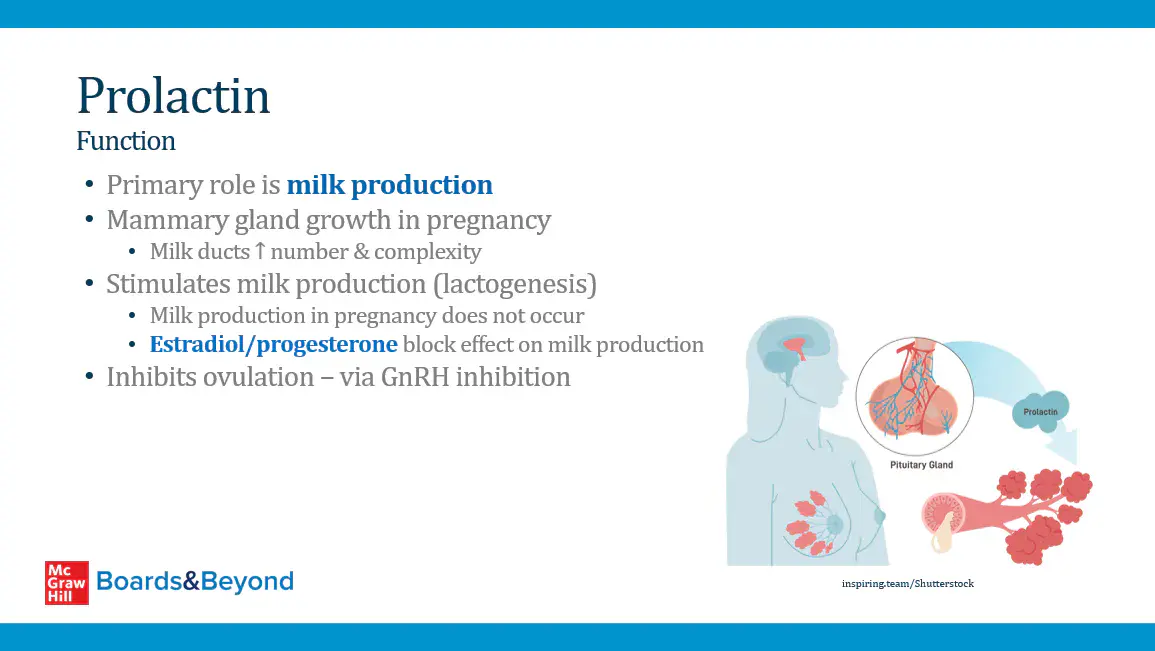 Prolactin
Function
• Primary role is milk production
• Mammary gland growth in pregnancy
• Milk ducts ↑ number & complexity
• Stimulates milk production (lactogenesis)
• Milk production in pregnancy does not occur
• Estradiol/progesterone block effect on milk production
• Inhibits ovulation – via GnRH inhibition
Prolactin
Pituitary Gland
inspiring.team/Shutterstock
Mc
Graw
Hill
Boards&Beyond